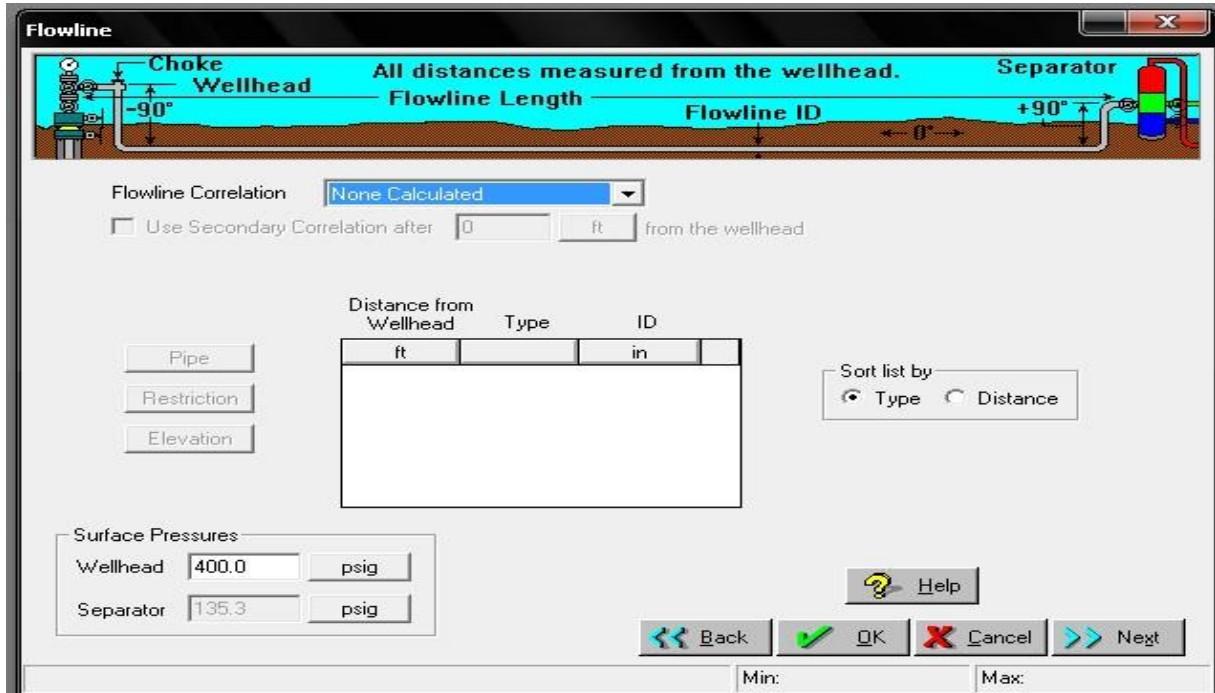 Flowline
Choke
Wellhead
All distances measured from the wellhead.
Separator
Flowline Length
-90°
Flowline ID
+90°
0°
Flowline Correlation None Calculated
Use Secondary Correlation after 0 ft from the wellhead
Distance from Wellhead Type ID
ft in
Pipe
Restriction
Elevation
Sort list by
Type Distance
Surface Pressures
Wellhead 400.0 psig
Separator 135.3 psig
Help
Back OK Cancel Next
Min: Max: